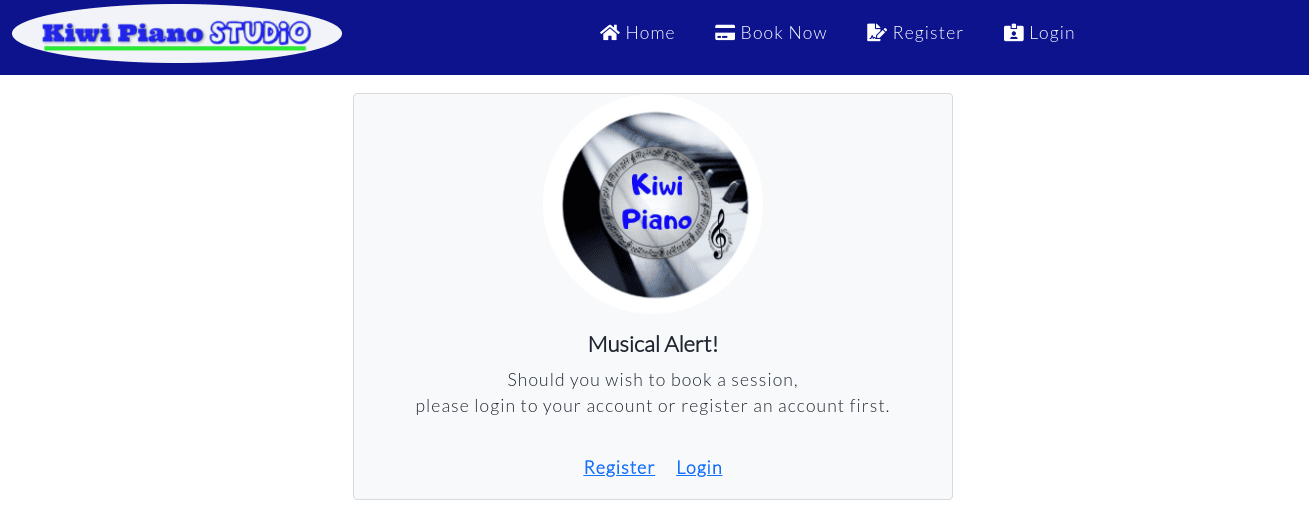 Kiwi Piano STUDiO
Home
Book Now
Register
Login
Kiwi
Piano
Musical Alert!
Should you wish to book a session,
please login to your account or register an account first.
Register
Login